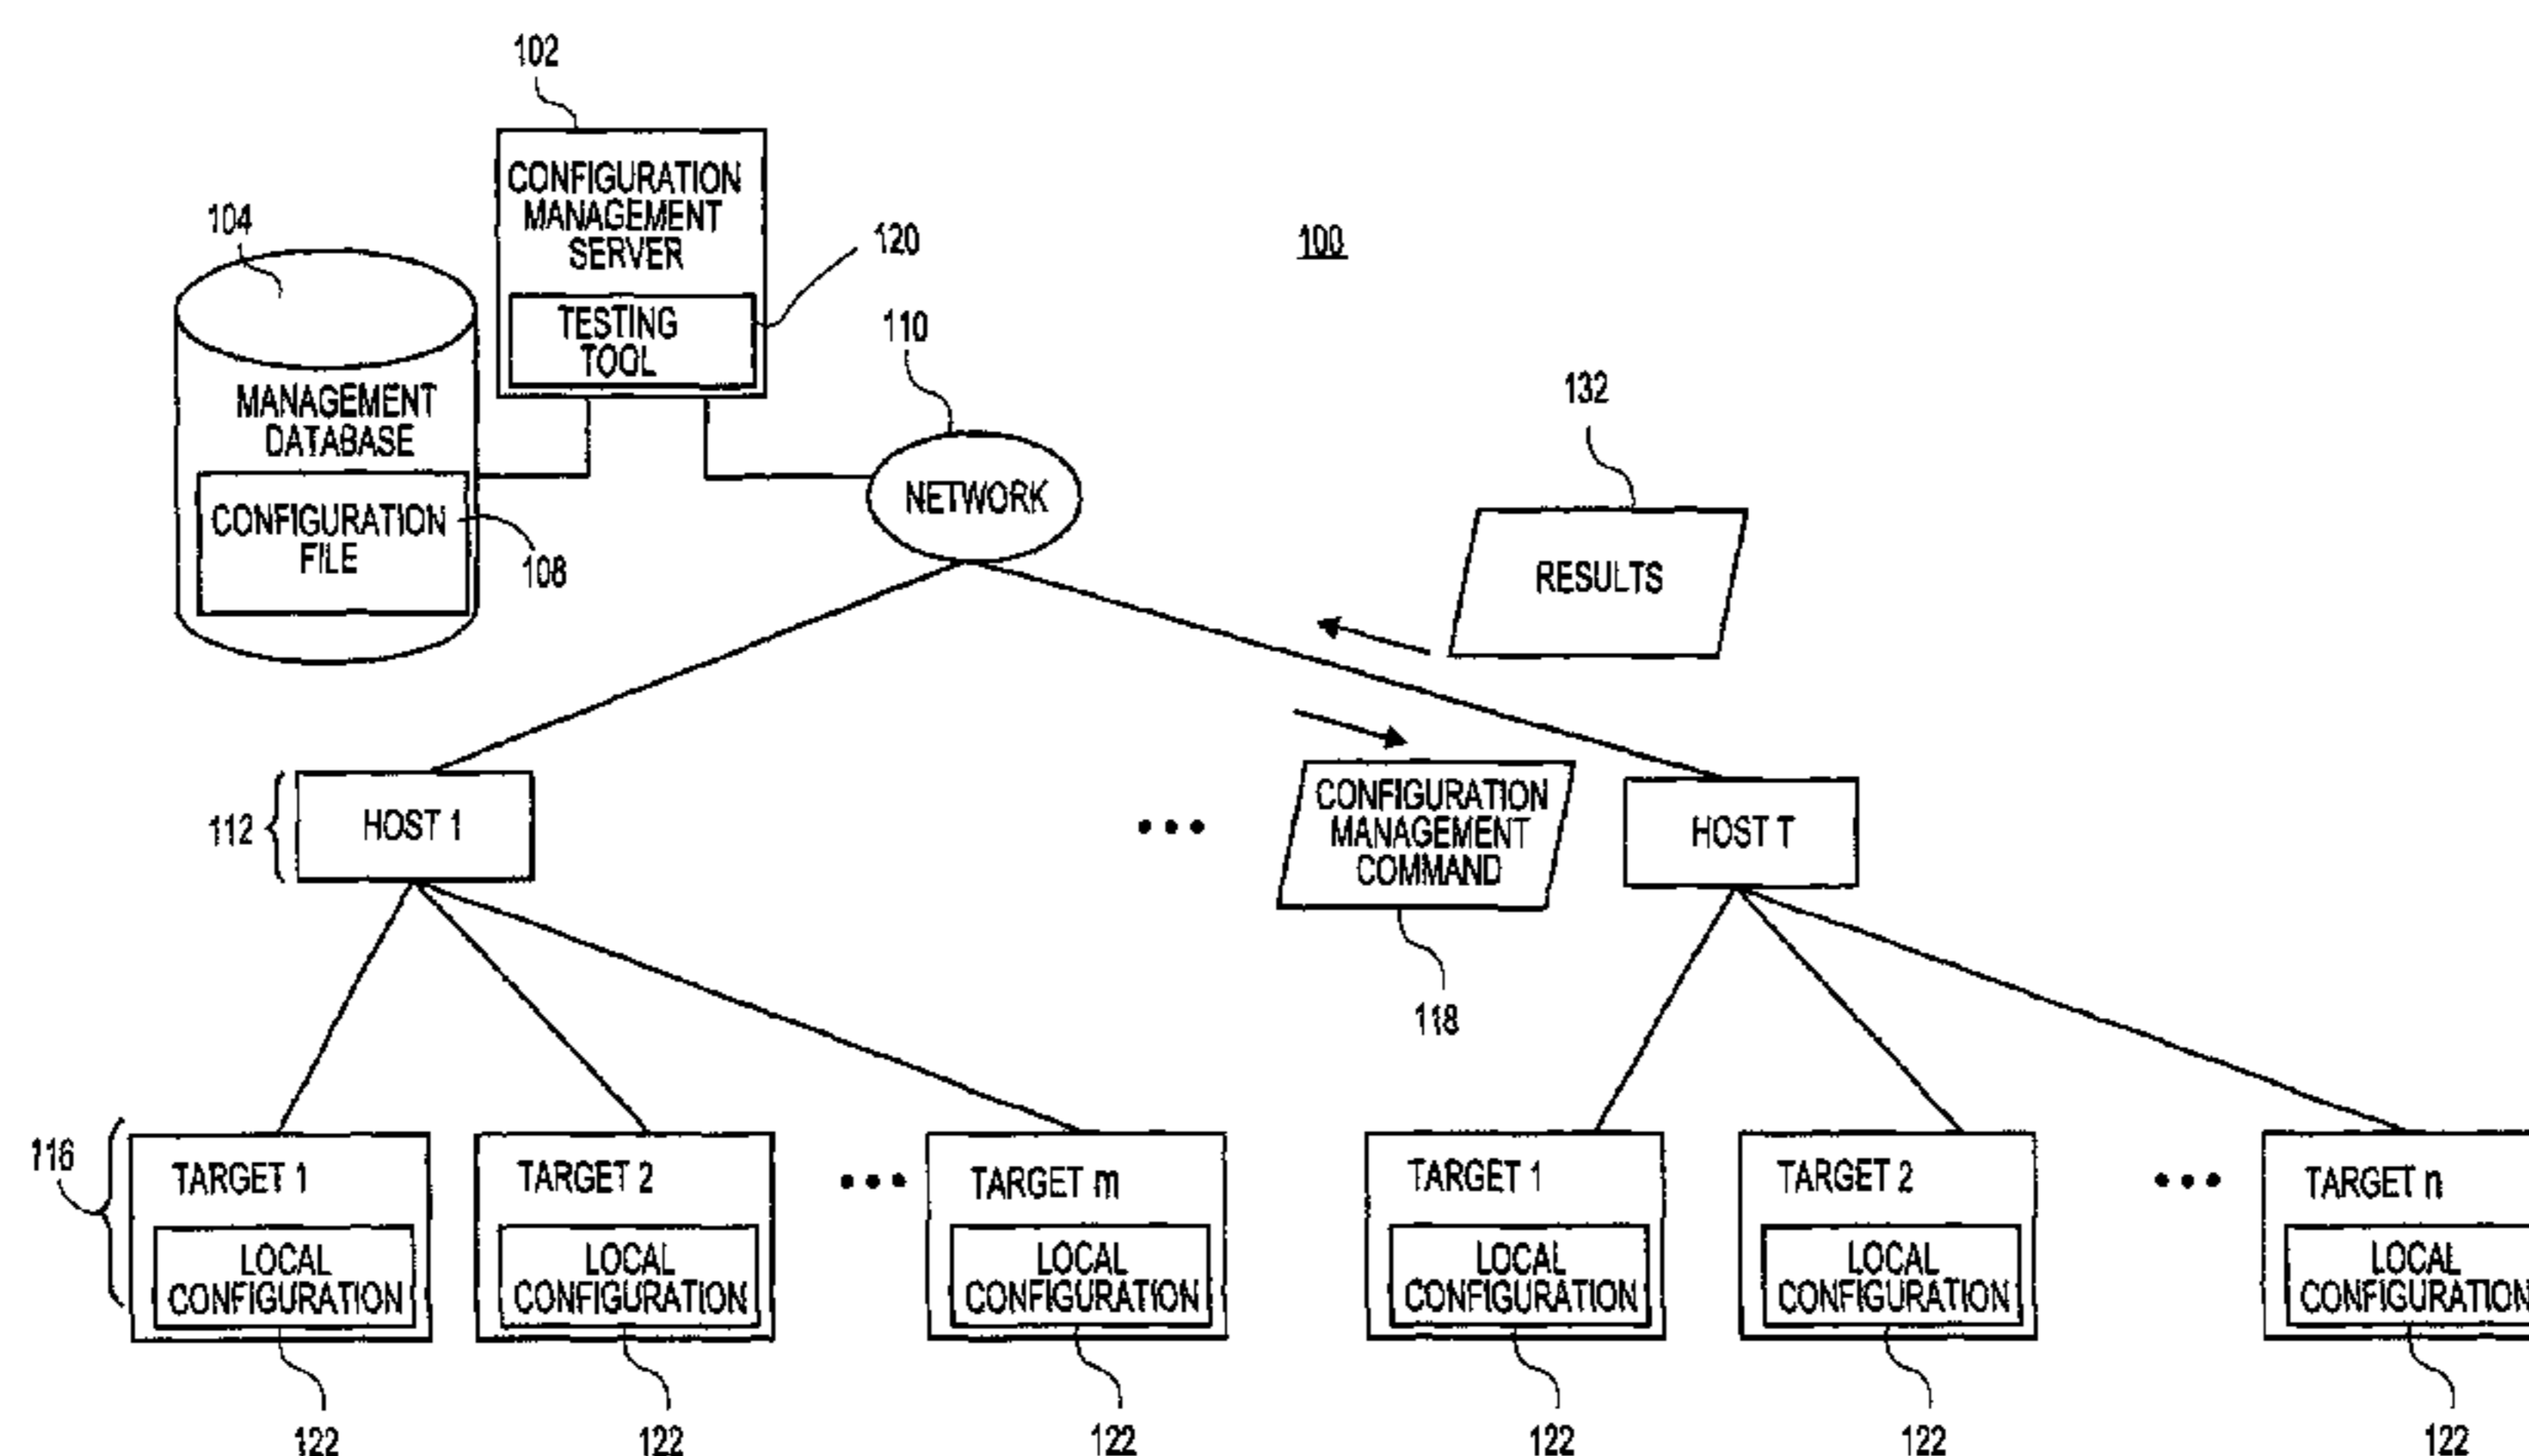 102
CONFIGURATION
MANAGEMENT
SERVER
104
120
100
TESTING
TOOL
110
MANAGEMENT
DATABASE
132
NETWORK
CONFIGURATION
FILE
108
RESULTS
112
HOST 1
CONFIGURATION
MANAGEMENT
COMMAND
HOST T
118
116
TARGET 1
LOCAL
CONFIGURATION
TARGET 2
LOCAL
CONFIGURATION
TARGET m
LOCAL
CONFIGURATION
TARGET 1
LOCAL
CONFIGURATION
TARGET 2
LOCAL
CONFIGURATION
TARGET n
LOCAL
CONFIGURATION
122
122
122
122
122
122